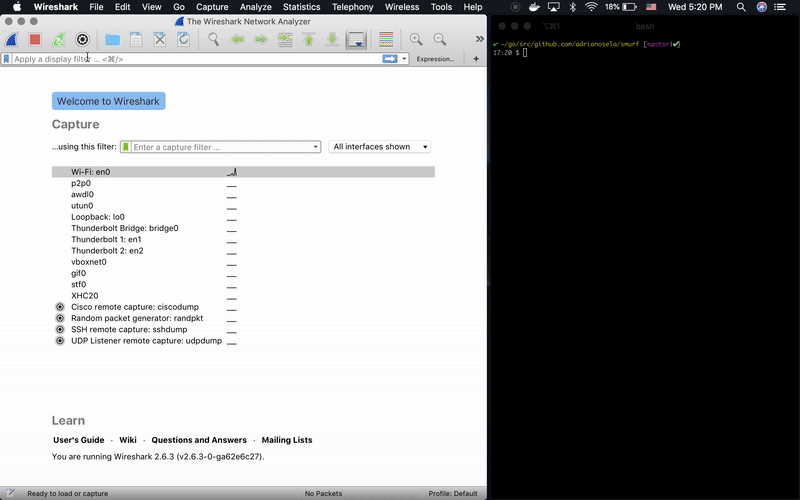 Wireshark File Edit View Go Capture Analyze Statistics Telephony Wireless Tools Help 18% Wed 5:20 PM
The Wireshark Network Analyzer
⌥⌘1 bash
Apply a display filter ... <⌘/> Expression... +
~/go/src/github.com/adrianosela/smurf [master|✔]
17:20 $
Welcome to Wireshark
Capture
...using this filter: Enter a capture filter ... All interfaces shown
Wi-Fi: en0
p2p0
awdl0
utun0
Loopback: lo0
Thunderbolt Bridge: bridge0
Thunderbolt 1: en1
Thunderbolt 2: en2
vboxnet0
gif0
stf0
XHC20
Cisco remote capture: ciscodump
Random packet generator: randpkt
SSH remote capture: sshdump
UDP Listener remote capture: udpdump
Learn
User's Guide · Wiki · Questions and Answers · Mailing Lists
You are running Wireshark 2.6.3 (v2.6.3-0-ga62e6c27).
Ready to load or capture No Packets Profile: Default